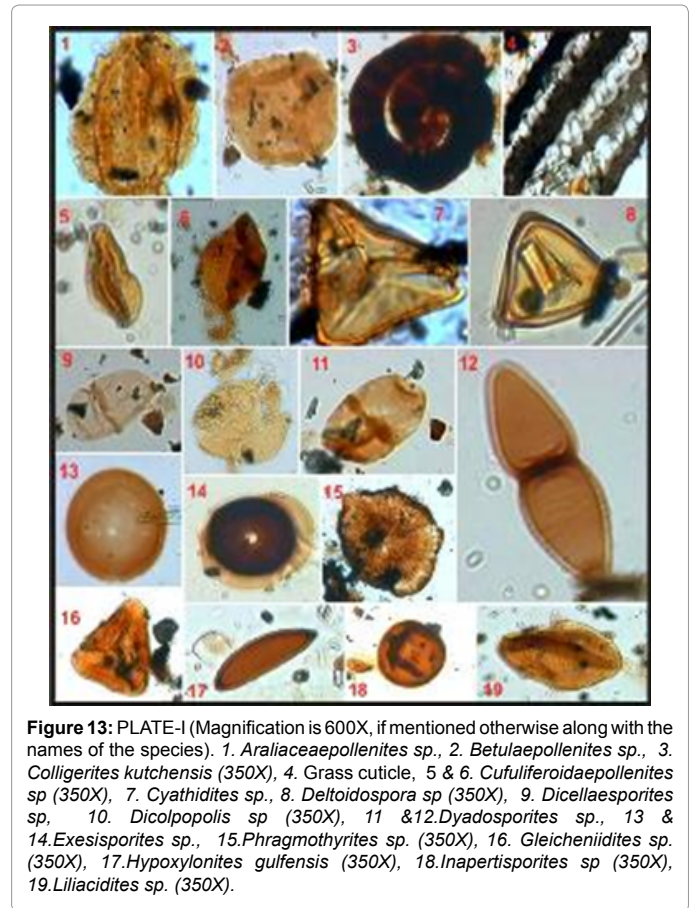 1 2 3 4
5 6 7 8
9 10 11 12
13 14 15
16 17 18 19
Figure 13: PLATE-I (Magnification is 600X, if mentioned otherwise along with the
names of the species). 1. Araliaceaepollenites sp., 2. Betulaepollenites sp., 3.
Colligerites kutchensis (350X), 4. Grass cuticle, 5 & 6. Cufuliferoidaepollenites
sp (350X), 7. Cyathidites sp., 8. Deltoidospora sp (350X), 9. Dicellaesporites
sp, 10. Dicolpopolis sp (350X), 11 &12.Dyadosporites sp., 13 &
14.Exesisporites sp., 15.Phragmothyrites sp. (350X), 16. Gleicheniidites sp.
(350X), 17.Hypoxylonites gulfensis (350X), 18.Inapertisporites sp (350X),
19.Liliacidites sp. (350X).